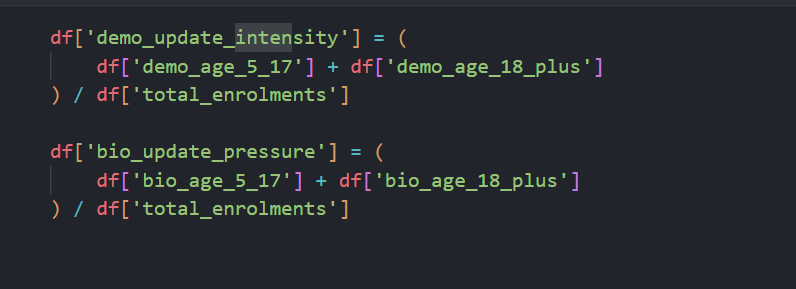 df['demo_update_intensity'] = (
    df['demo_age_5_17'] + df['demo_age_18_plus']
) / df['total_enrolments']
df['bio_update_pressure'] = (
    df['bio_age_5_17'] + df['bio_age_18_plus']
) / df['total_enrolments']